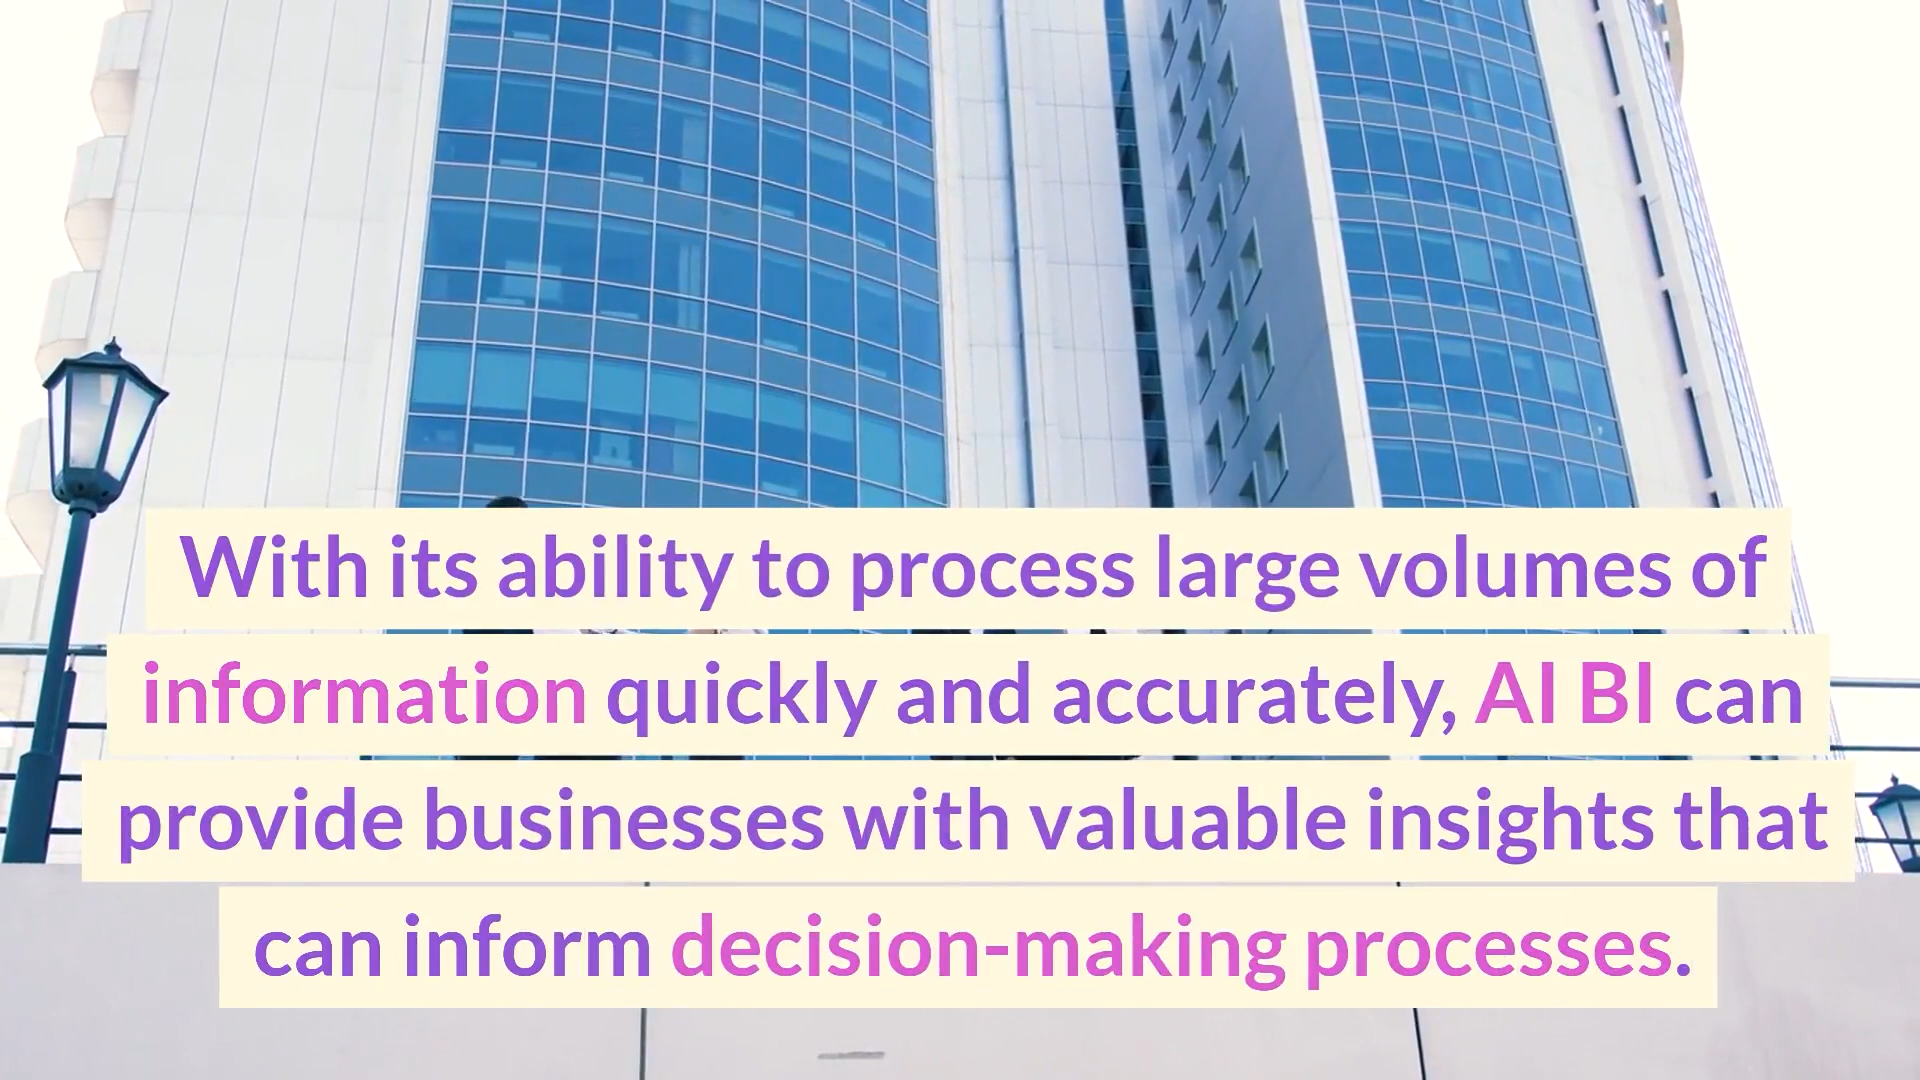 With its ability to process large volumes of
information quickly and accurately, AI BI can
provide businesses with valuable insights that
can inform decision-making processes.